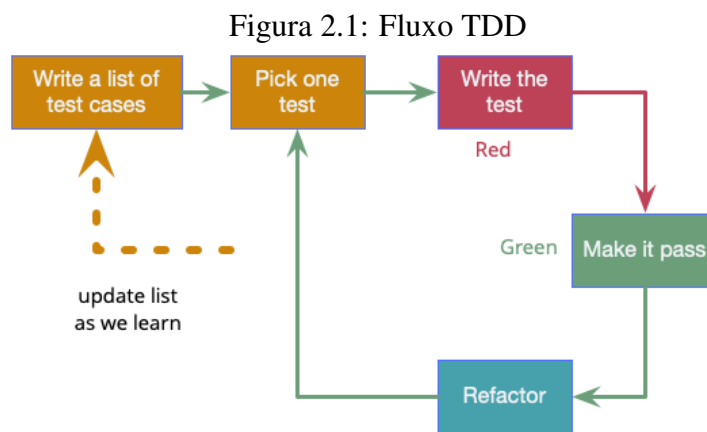 Figura 2.1: Fluxo TDD
Write a list of
test cases
Pick one
test
Write the
test
Red
Green
Make it pass
update list
as we learn
Refactor